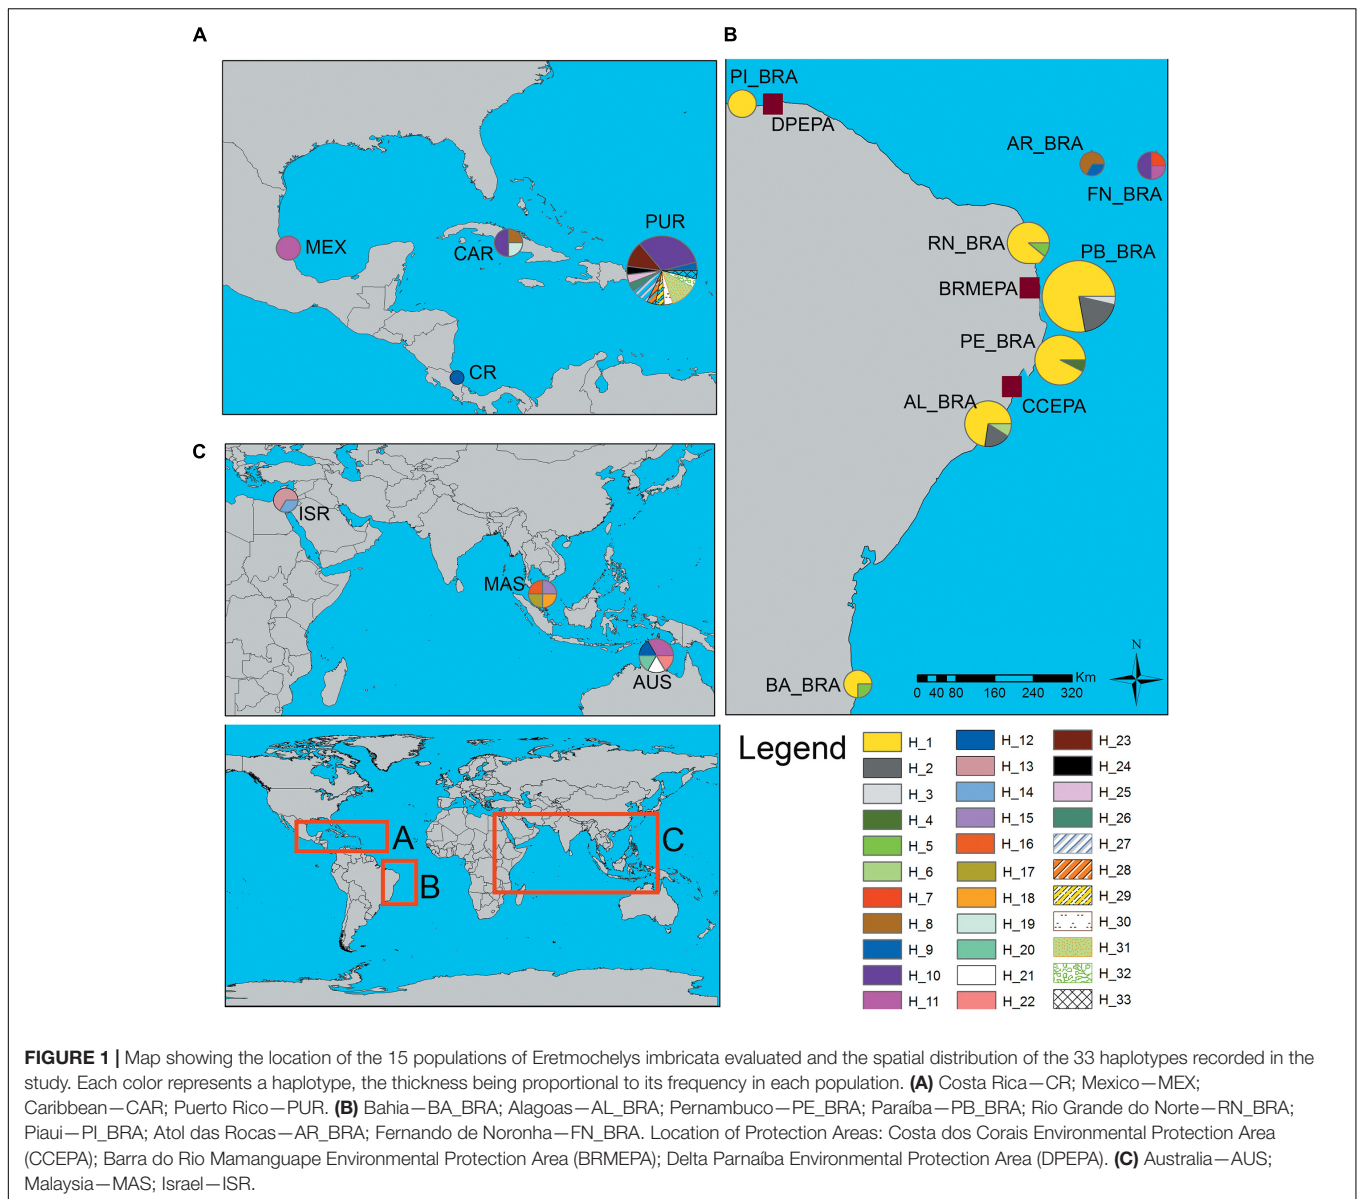 A
B
PI_BRA
DPEPA
AR_BRA
FN_BRA
PUR
RN_BRA
PB_BRA
MEX
CAR
BRMEPA
PE_BRA
CR
AL_BRA
CCEPA
C
ISR
MAS
AUS
BA_BRA
N
Km
0 40 80 160 240 320
A
B
C
Legend
H_1
H_2
H_3
H_4
H_5
H_6
H_7
H_8
H_9
H_10
H_11
H_12
H_13
H_14
H_15
H_16
H_17
H_18
H_19
H_20
H_21
H_22
H_23
H_24
H_25
H_26
H_27
H_28
H_29
H_30
H_31
H_32
H_33
FIGURE 1 | Map showing the location of the 15 populations of Eretmochelys imbricata evaluated and the spatial distribution of the 33 haplotypes recorded in the
study. Each color represents a haplotype, the thickness being proportional to its frequency in each population. (A) Costa Rica—CR; Mexico—MEX;
Caribbean—CAR; Puerto Rico—PUR. (B) Bahia—BA_BRA; Alagoas—AL_BRA; Pernambuco—PE_BRA; Paraíba—PB_BRA; Rio Grande do Norte—RN_BRA;
Piaui—PI_BRA; Atol das Rocas—AR_BRA; Fernando de Noronha—FN_BRA. Location of Protection Areas: Costa dos Corais Environmental Protection Area
(CCEPA); Barra do Rio Mamanguape Environmental Protection Area (BRMEPA); Delta Parnaíba Environmental Protection Area (DPEPA). (C) Australia—AUS;
Malaysia—MAS; Israel—ISR.